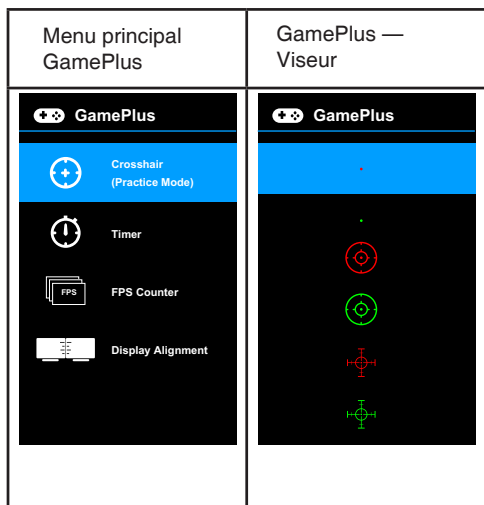 Menu principal
GamePlus
GamePlus —
Viseur
GamePlus
Crosshair
(Practice Mode)
Timer
FPS
FPS Counter
Display Alignment
GamePlus